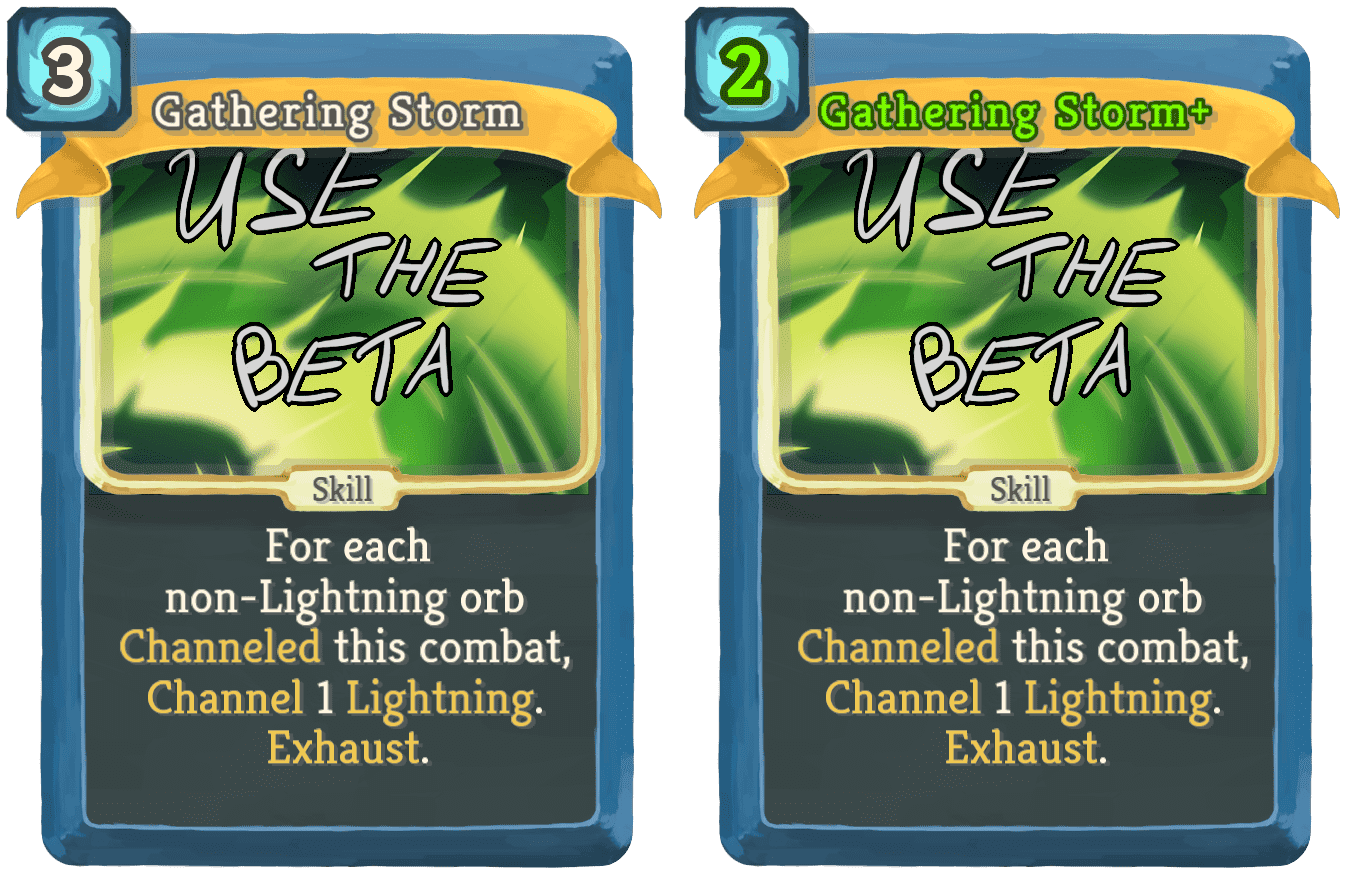 3
Gathering Storm
USE
THE
BETA
Skill
For each
non-Lightning orb
Channeled this combat,
Channel 1 Lightning.
Exhaust.
2
Gathering Storm+
USE
THE
BETA
Skill
For each
non-Lightning orb
Channeled this combat,
Channel 1 Lightning.
Exhaust.